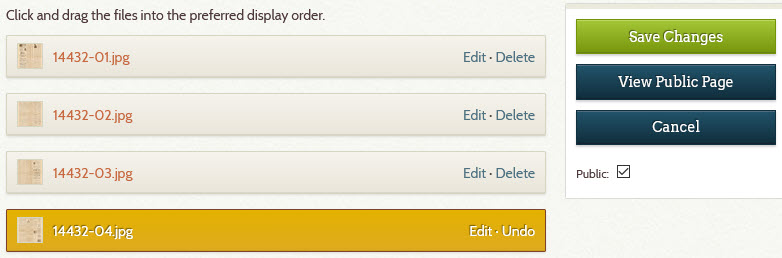 Click and drag the files into the preferred display order.
14432-01.jpg Edit · Delete
14432-02.jpg Edit · Delete
14432-03.jpg Edit · Delete
14432-04.jpg Edit · Undo
Save Changes
View Public Page
Cancel
Public: